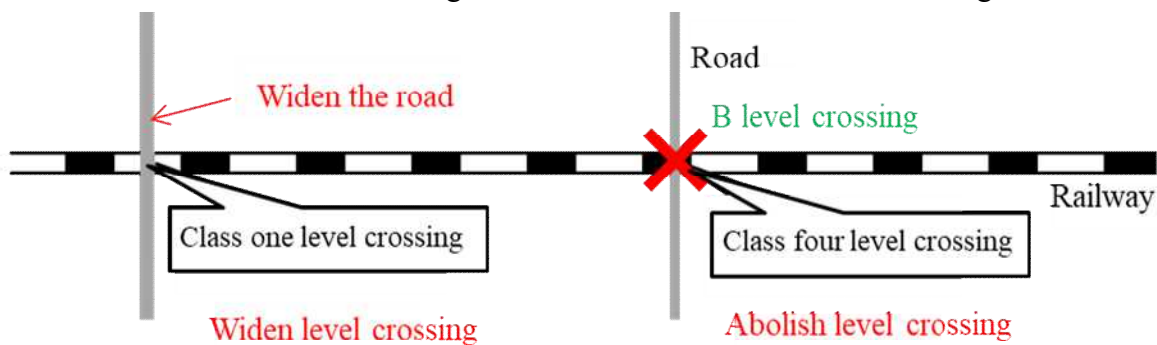 Road
Widen the road
B level crossing
Railway
Class one level crossing
Class four level crossing
Widen level crossing
Abolish level crossing